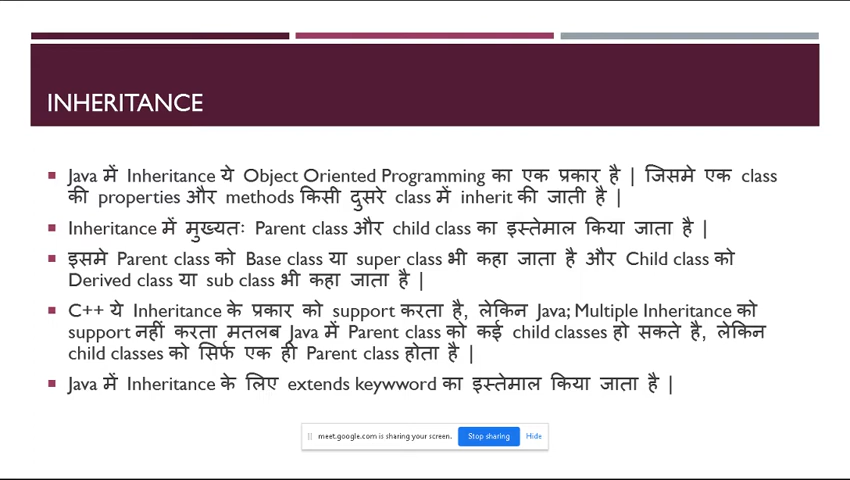 INHERITANCE
Java में Inheritance ये Object Oriented Programming का एक प्रकार है | जिसमे एक class
की properties और methods किसी दुसरे class में inherit की जाती है |
Inheritance में मुख्यतः Parent class और child class का इस्तेमाल किया जाता है |
इसमे Parent class को Base class या super class भी कहा जाता है और Child class को
Derived class या sub class भी कहा जाता है |
C++ ये Inheritance के प्रकार को support करता है, लेकिन Java; Multiple Inheritance को
support नहीं करता मतलब Java में Parent class को कई child classes हो सकते है, लेकिन
child classes को सिर्फ एक ही Parent class होता है |
Java में Inheritance के लिए extends keywword का इस्तेमाल किया जाता है |
meet.google.com is sharing your screen. Stop sharing Hide